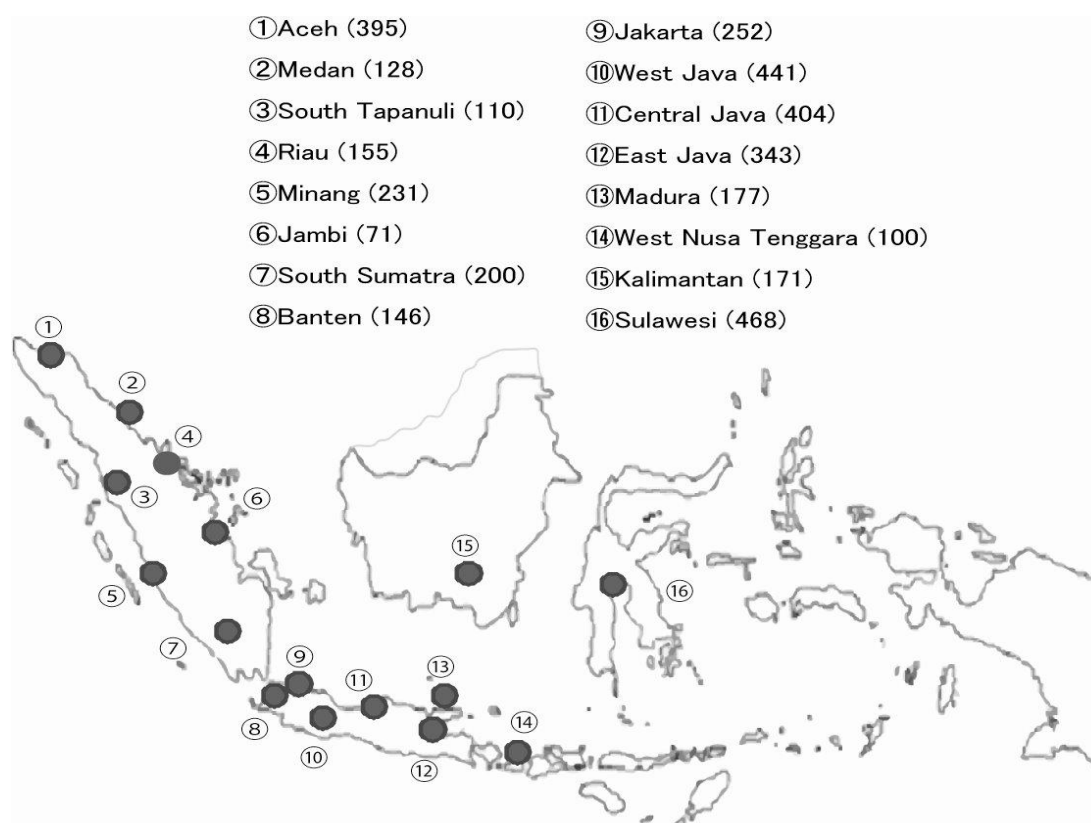 ①Aceh (395)
②Medan (128)
③South Tapanuli (110)
④Riau (155)
⑤Minang (231)
⑥Jambi (71)
⑦South Sumatra (200)
⑧Banten (146)
⑨Jakarta (252)
⑩West Java (441)
⑪Central Java (404)
⑫East Java (343)
⑬Madura (177)
⑭West Nusa Tenggara (100)
⑮Kalimantan (171)
⑯Sulawesi (468)
①
②
④
③
⑥
⑤
⑮
⑯
⑦
⑨
⑬
⑪
⑧
⑭
⑩
⑫